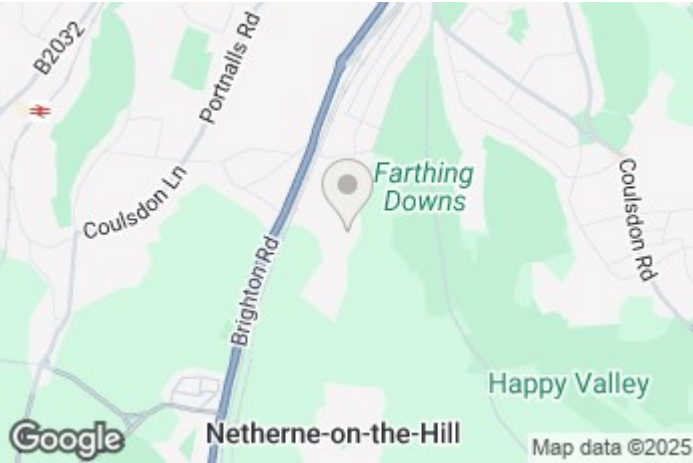 B2032
Portnalls Rd
Farthing
Downs
Coulsdon Ln
Coulsdon Rd
Brighton Rd
Happy Valley
Netherne-on-the-Hill
Google
Map data ©2025